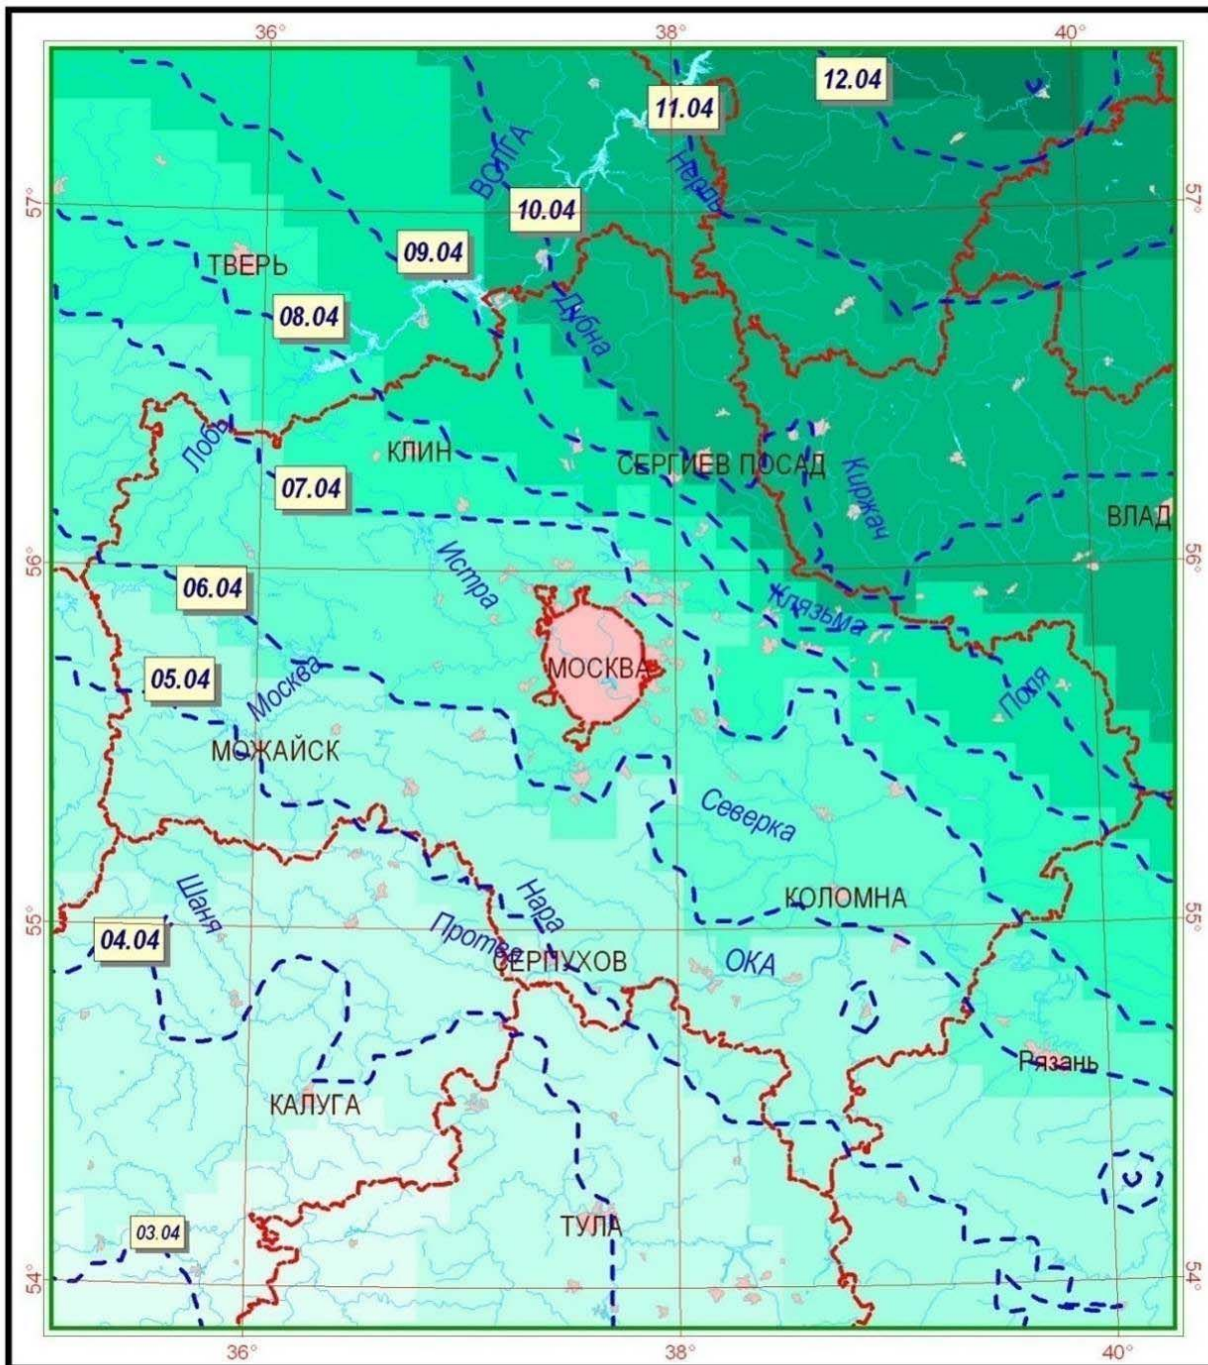 36° 38° 40°
12.04
11.04
ВОЛГА
Нерль
57° 57°
10.04
09.04
ТВЕРЬ
08.04
Дубна
Лобь
КЛИН
СЕРГИЕВ ПОСАД
07.04
Киржач
ВЛАД
56° 56°
Истра
06.04
Клязьма
МОСКВА
05.04
Москва
Поля
МОЖАЙСК
Северка
Шаня
Нара
КОЛОМНА
55° 55°
04.04
Протва
СЕРПУХОВ
ОКА
Рязань
КАЛУГА
03.04
ТУЛА
54° 54°
36° 38° 40°